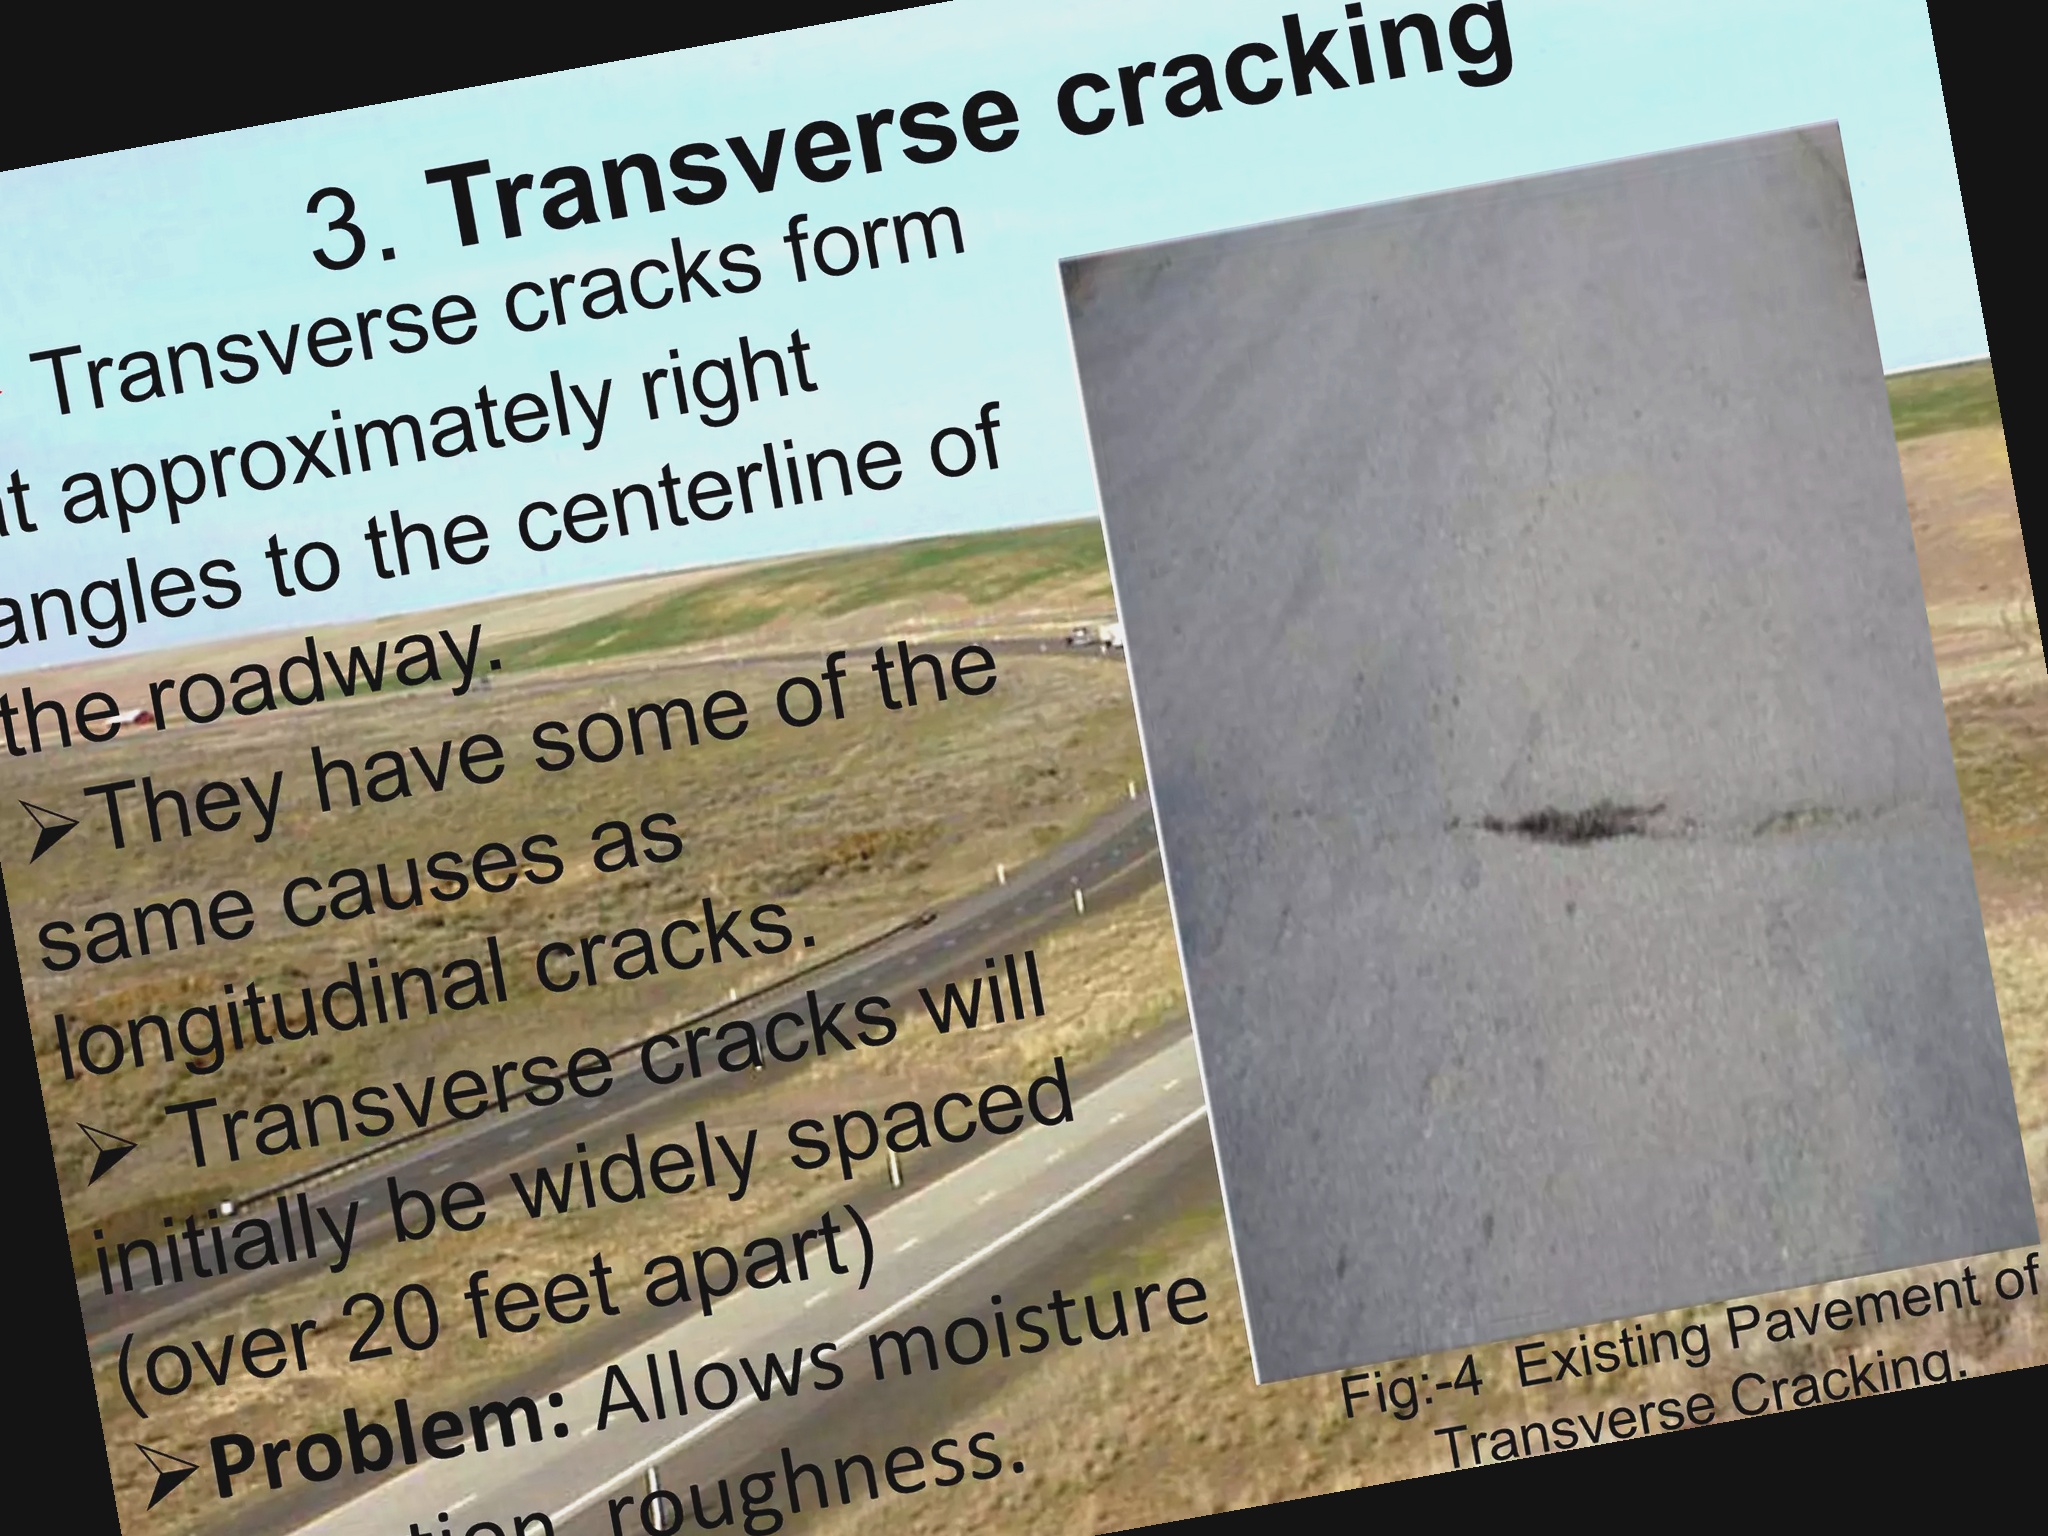 3. Transverse cracking
Transverse cracks form
at approximately right
angles to the centerline of
the roadway.
➢They have some of the
same causes as
longitudinal cracks.
➢ Transverse cracks will
initially be widely spaced
(over 20 feet apart)
➢Problem: Allows moisture
roughness.
Fig:-4 Existing Pavement of
Transverse Cracking.